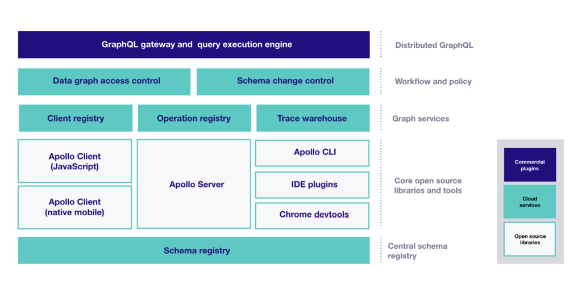 GraphQL gateway and query execution engine
Distributed GraphQL
Data graph access control
Schema change control
Workflow and policy
Client registry
Operation registry
Trace warehouse
Graph services
Apollo Client
(JavaScript)
Apollo Client
(native mobile)
Apollo Server
Apollo CLI
IDE plugins
Chrome devtools
Core open source
libraries and tools
Schema registry
Central schema
registry
Commercial
plugins
Cloud
services
Open source
libraries